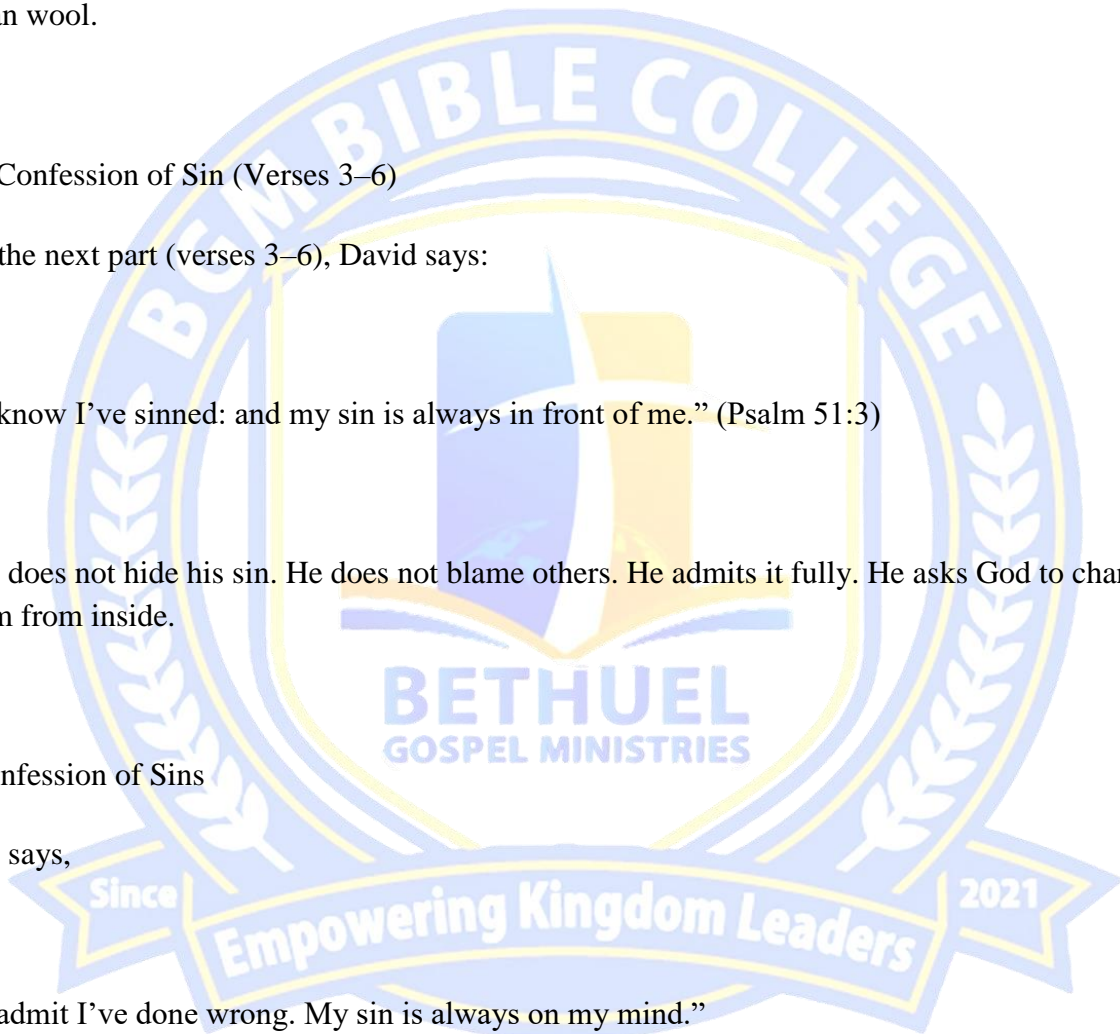 an wool.
Confession of Sin (Verses 3–6)
the next part (verses 3–6), David says:
know I’ve sinned: and my sin is always in front of me.” (Psalm 51:3)
does not hide his sin. He does not blame others. He admits it fully. He asks God to chan
m from inside.
nfession of Sins
says,
admit I’ve done wrong. My sin is always on my mind.”
BGM BIBLE COLLEGE
BETHUEL
GOSPEL MINISTRIES
Since
2021
Empowering Kingdom Leaders